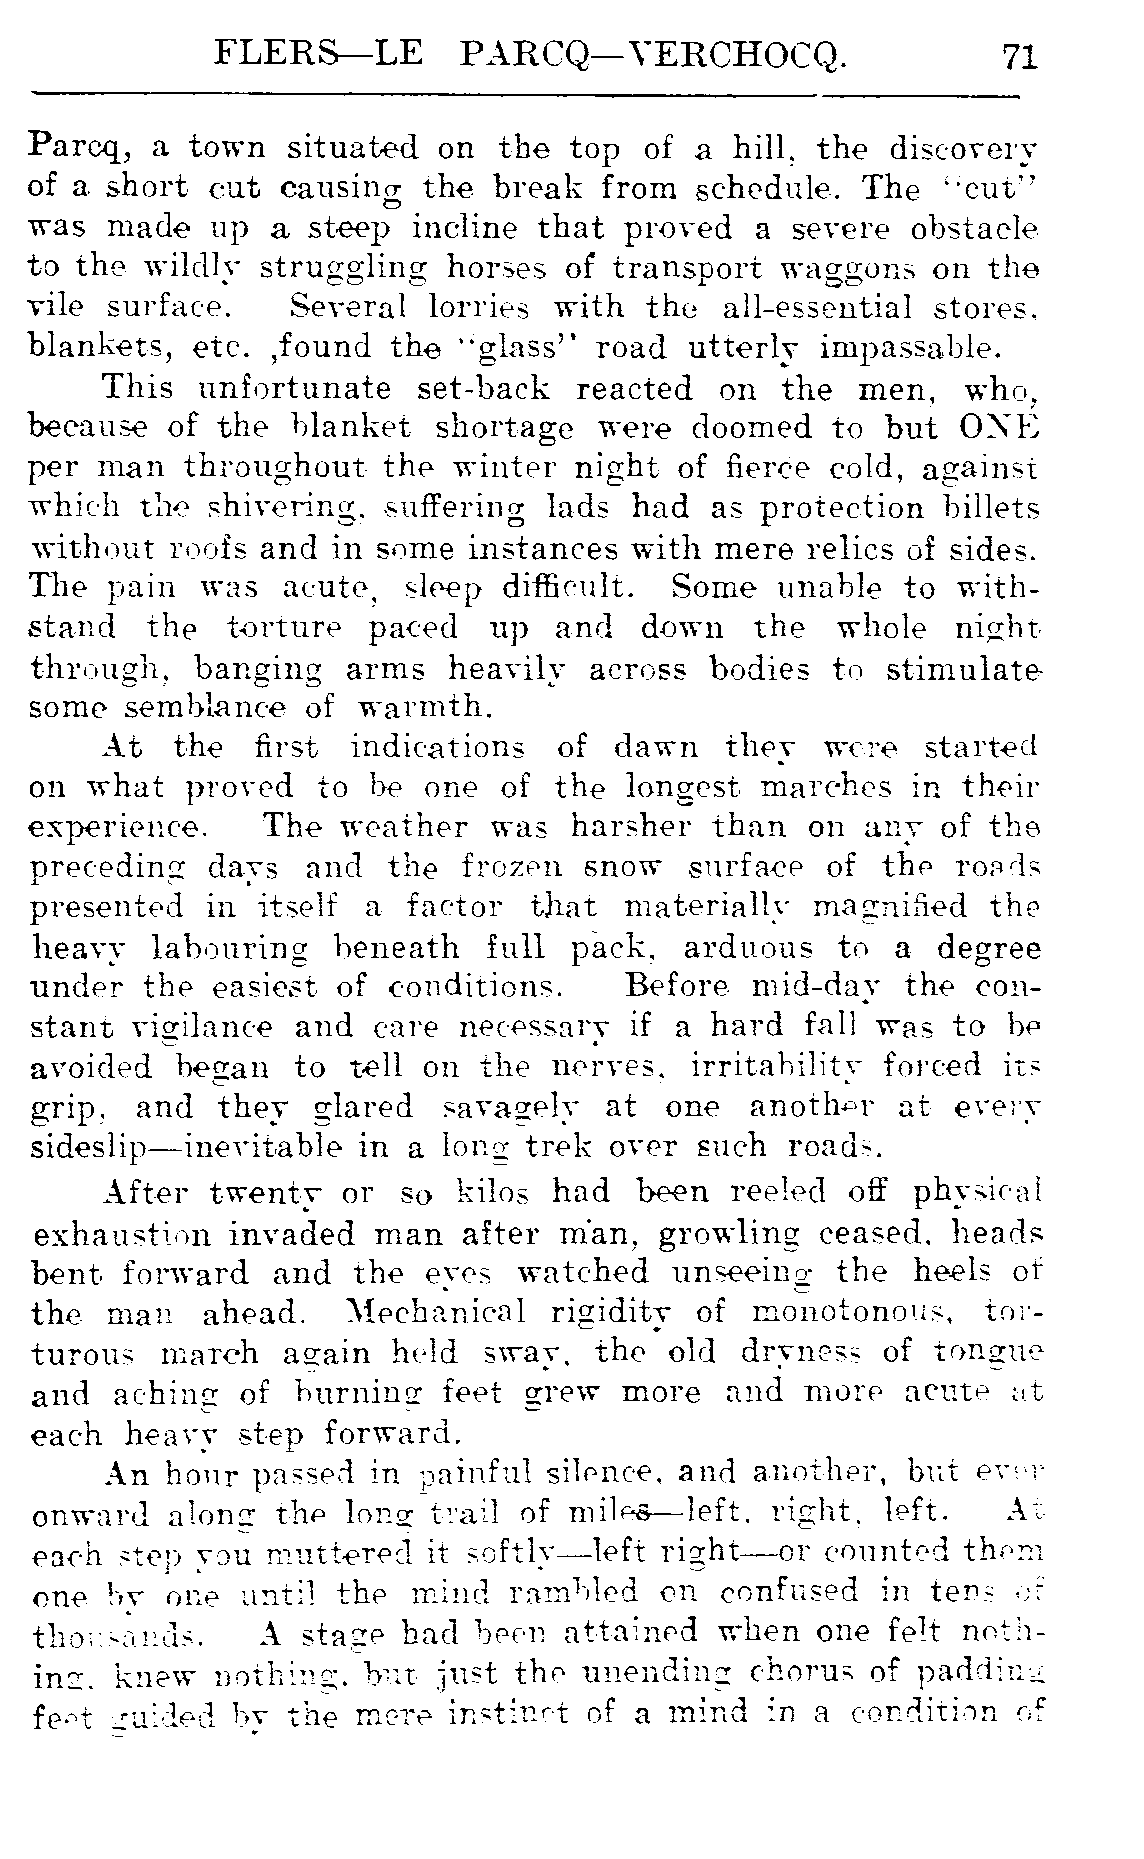 FLERS—LE PARCQ—VERCHOCQ. 71
Parcq, a town situated on the top of a hill, the discovery
of a short cut causing the break from schedule. The "cut"
was made up a steep incline that proved a severe obstacle
to the wildly struggling horses of transport waggons on the
vile surface. Several lorries with the all-essential stores.
blankets, etc. ,found the "glass" road utterly impassable.
This unfortunate set-back reacted on the men, who,
because of the blanket shortage were doomed to but ONE
per man throughout the winter night of fierce cold, against
which the shivering, suffering lads had as protection billets
without roofs and in some instances with mere relics of sides.
The pain was acute, sleep difficult. Some unable to with-
stand the torture paced up and down the whole night
through, banging arms heavily across bodies to stimulate
some semblance of warmth.
At the first indications of dawn they were started
on what proved to be one of the longest marches in their
experience. The weather was harsher than on any of the
preceding days and the frozen snow surface of the roads
presented in itself a factor that materially magnified the
heavy labouring beneath full pack, arduous to a degree
under the easiest of conditions. Before mid-day the con-
stant vigilance and care necessary if a hard fall was to be
avoided began to tell on the nerves, irritability forced its
grip, and they glared savagely at one another at every
sideslip—inevitable in a long trek over such roads.
After twenty or so kilos had been reeled off physical
exhaustion invaded man after man, growling ceased, heads
bent forward and the eyes watched unseeing the heels of
the man ahead. Mechanical rigidity of monotonous, tor-
turous march again held sway, the old dryness of tongue
and aching of burning feet grew more and more acute at
each heavy step forward.
An hour passed in painful silence, and another, but ever
onward along the long trail of miles—left, right, left. At
each step you muttered it softly—left right—or counted them
one by one until the mind rambled on confused in tens of
thousands. A stage had been attained when one felt noth-
ing, knew nothing, but just the unending chorus of padding
feet guided by the mere instinct of a mind in a condition of